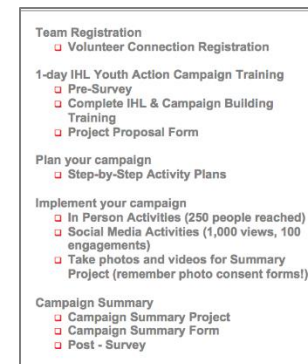 Team Registration
Volunteer Connection Registration
1-day IHL Youth Action Campaign Training
Pre-Survey
Complete IHL & Campaign Building
Training
Project Proposal Form
Plan your campaign
Step-by-Step Activity Plans
Implement your campaign
In Person Activities (250 people reached)
Social Media Activities (1,000 views, 100
engagements)
Take photos and videos for Summary
Project (remember photo consent forms!)
Campaign Summary
Campaign Summary Project
Campaign Summary Form
Post - Survey